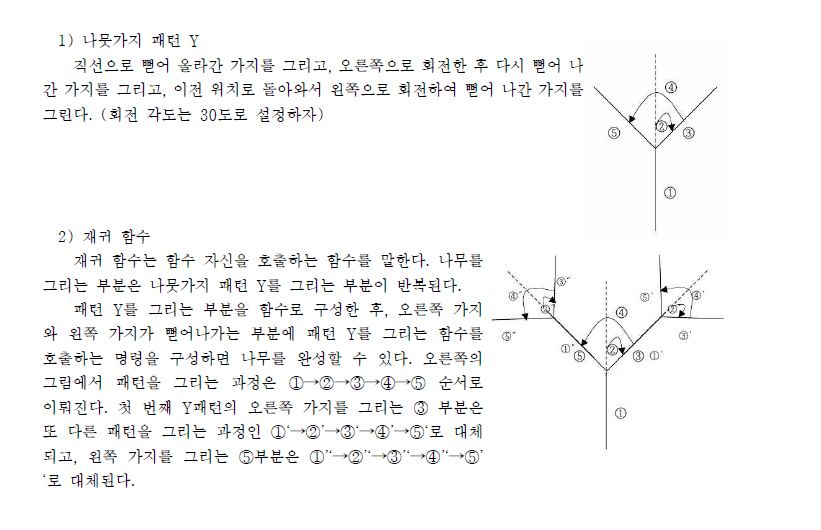 1) 나뭇가지 패턴 Y
직선으로 뻗어 올라간 가지를 그리고, 오른쪽으로 회전한 후 다시 뻗어 나
간 가지를 그리고, 이전 위치로 돌아와서 왼쪽으로 회전하여 뻗어 나간 가지를
그린다. (회전 각도는 30도로 설정하자)
④
⑤
②
③
①
2) 재귀 함수
재귀 함수는 함수 자신을 호출하는 함수를 말한다. 나무를
그리는 부분은 나뭇가지 패턴 Y를 그리는 부분이 반복된다.
패턴 Y를 그리는 부분을 함수로 구성한 후, 오른쪽 가지
와 왼쪽 가지가 뻗어나가는 부분에 패턴 Y를 그리는 함수를
호출하는 명령을 구성하면 나무를 완성할 수 있다. 오른쪽의
그림에서 패턴을 그리는 과정은 ①→②→③→④→⑤ 순서로
이뤄진다. 첫 번째 Y패턴의 오른쪽 가지를 그리는 ③ 부분은
또 다른 패턴을 그리는 과정인 ①‘→②’→③‘→④’→⑤‘로 대체
되고, 왼쪽 가지를 그리는 ⑤부분은 ①’‘→②’‘→③’‘→④’‘→⑤’
‘로 대체된다.
③"
④"
②
⑤"
⑤'
④'
②
③'
④
①"
⑤
②
③ ①'
①